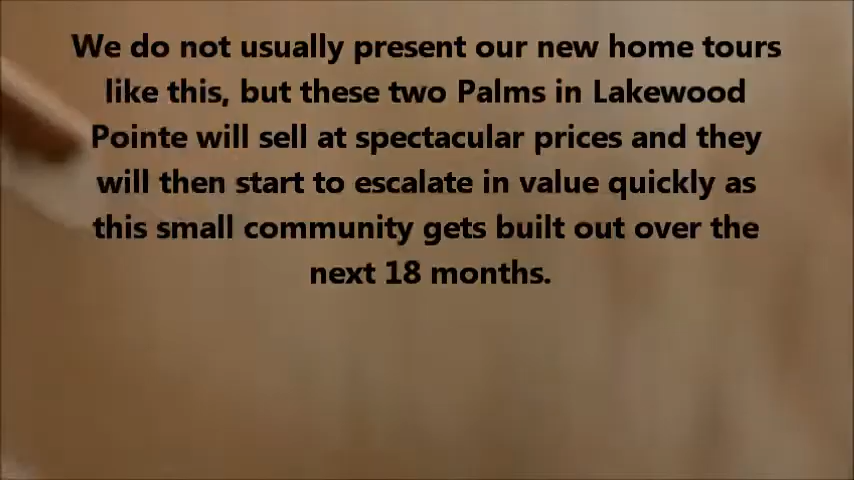 We do not usually present our new home tours
like this, but these two Palms in Lakewood
Pointe will sell at spectacular prices and they
will then start to escalate in value quickly as
this small community gets built out over the
next 18 months.